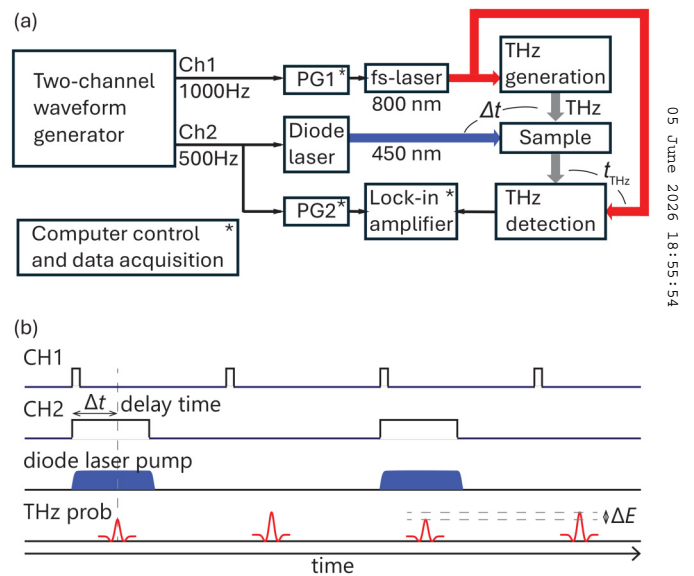 (a)
Two-channel
waveform
generator
Ch1
1000Hz
Ch2
500Hz
PG1*
fs-laser
800 nm
THz
generation
THz
Δt
Diode
laser
450 nm
Sample
tTHz
PG2*
Lock-in *
amplifier
THz
detection
Computer control *
and data acquisition
05 June 2026 18:55:54
(b)
CH1
CH2
Δt delay time
diode laser pump
THz prob
ΔE
time